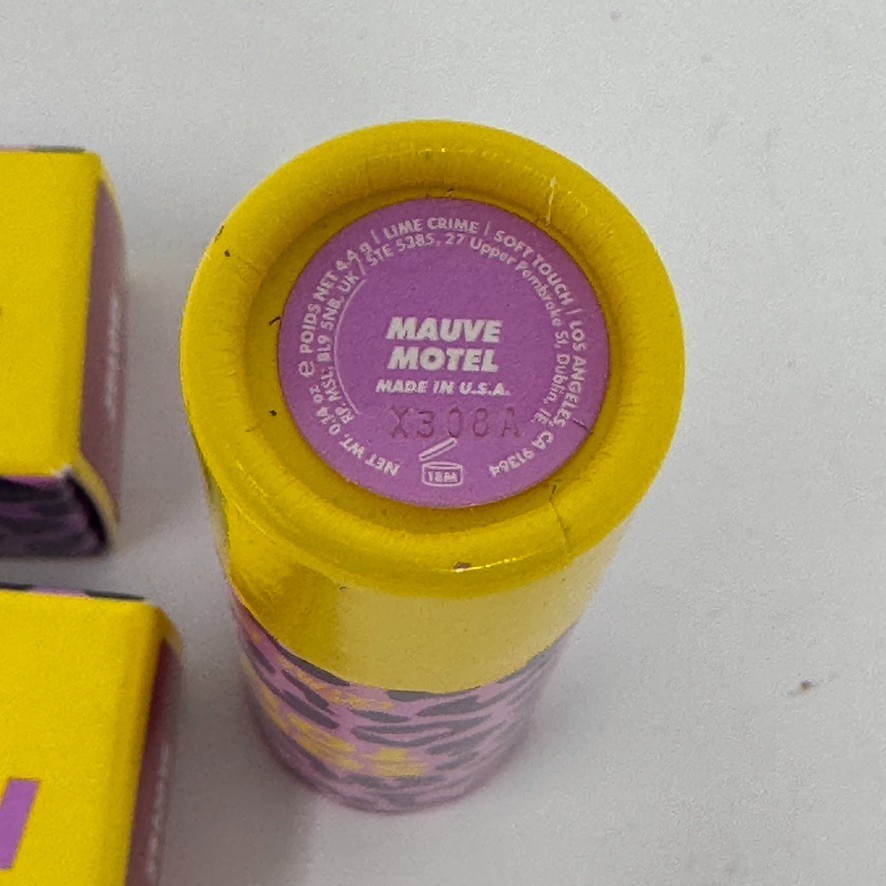 NET WT. 0.14 oz. e POIDS NET 4.4 g | LIME CRIME | SOFT TOUCH | LOS ANGELES, CA 91364
RP. MSL: BL9 5NB, UK / STE 5285, 27 Upper Pembroke St, Dublin, IE
MAUVE
MOTEL
MADE IN U.S.A.
X308A
18M